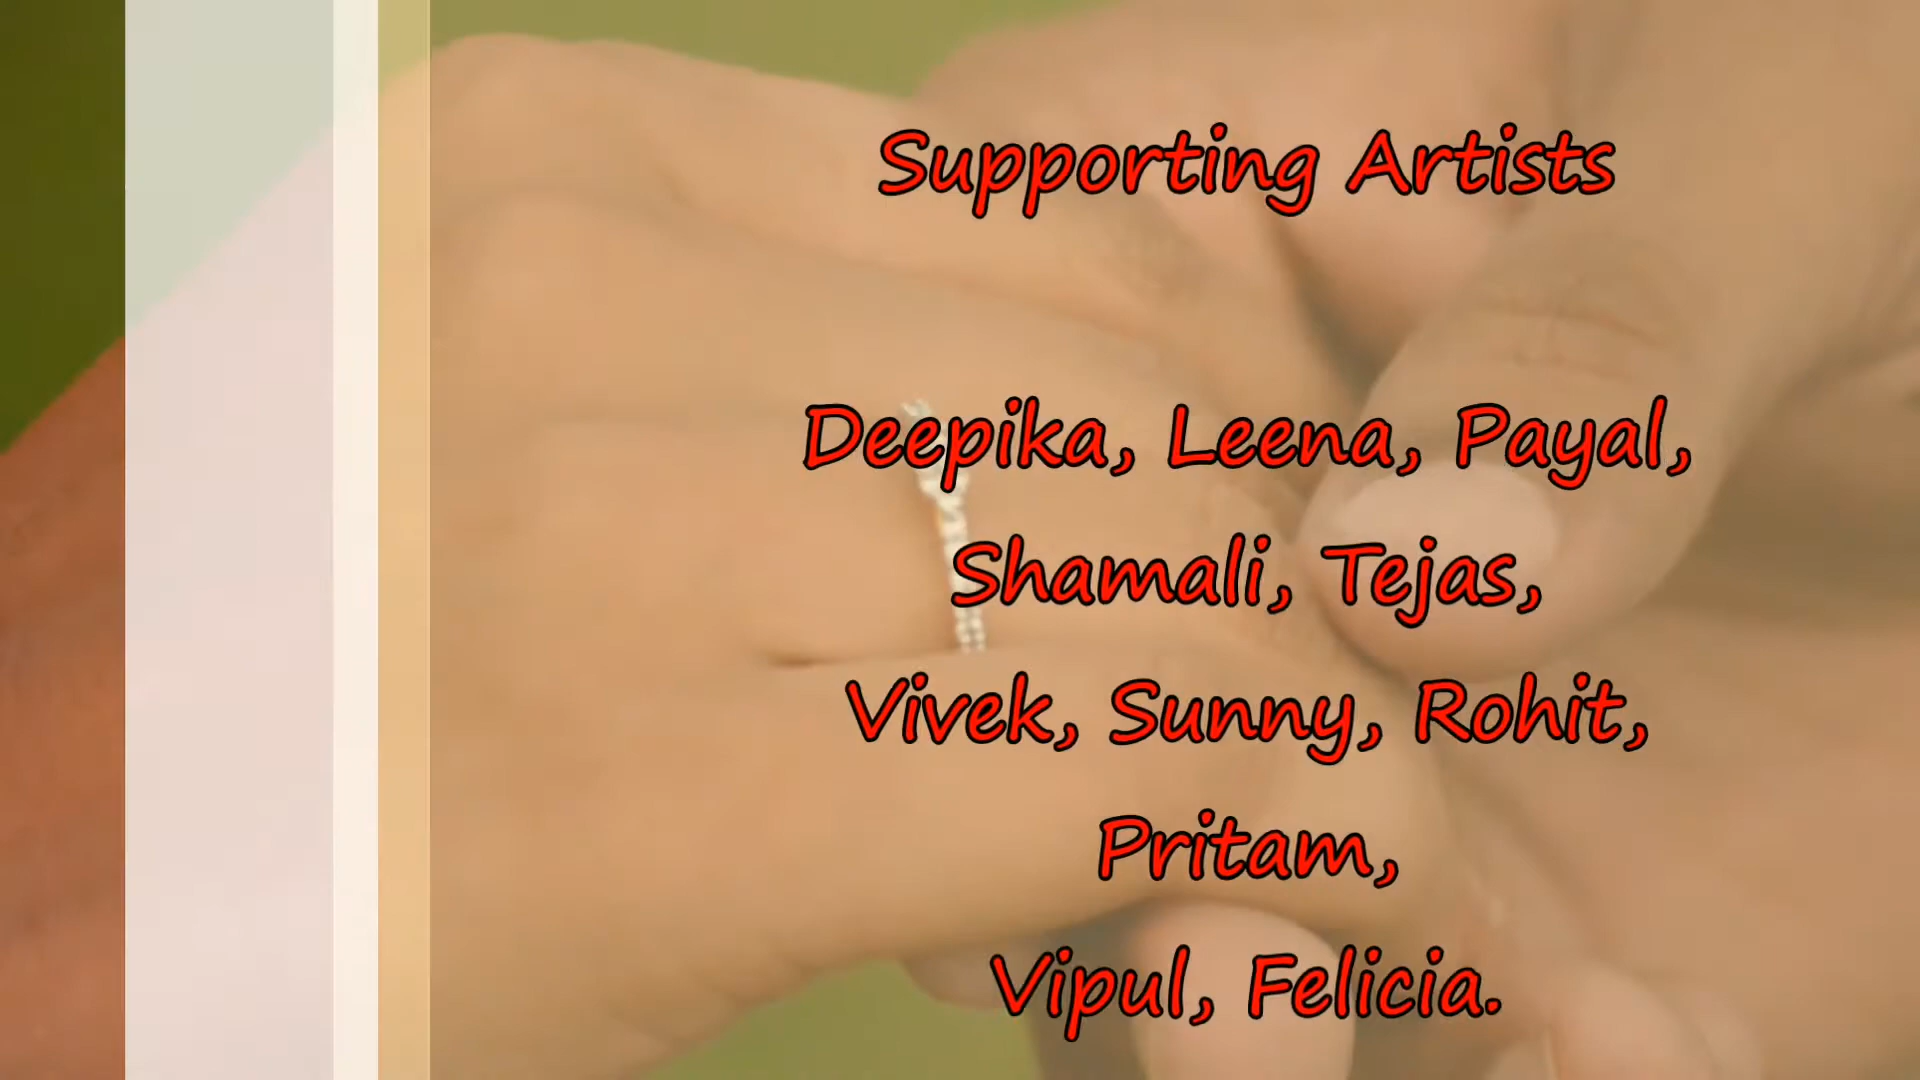 Supporting Artists
Deepika, Leena, Payal,
Shamali, Tejas,
Vivek, Sunny, Rohit,
Pritam,
Vipul, Felicia.